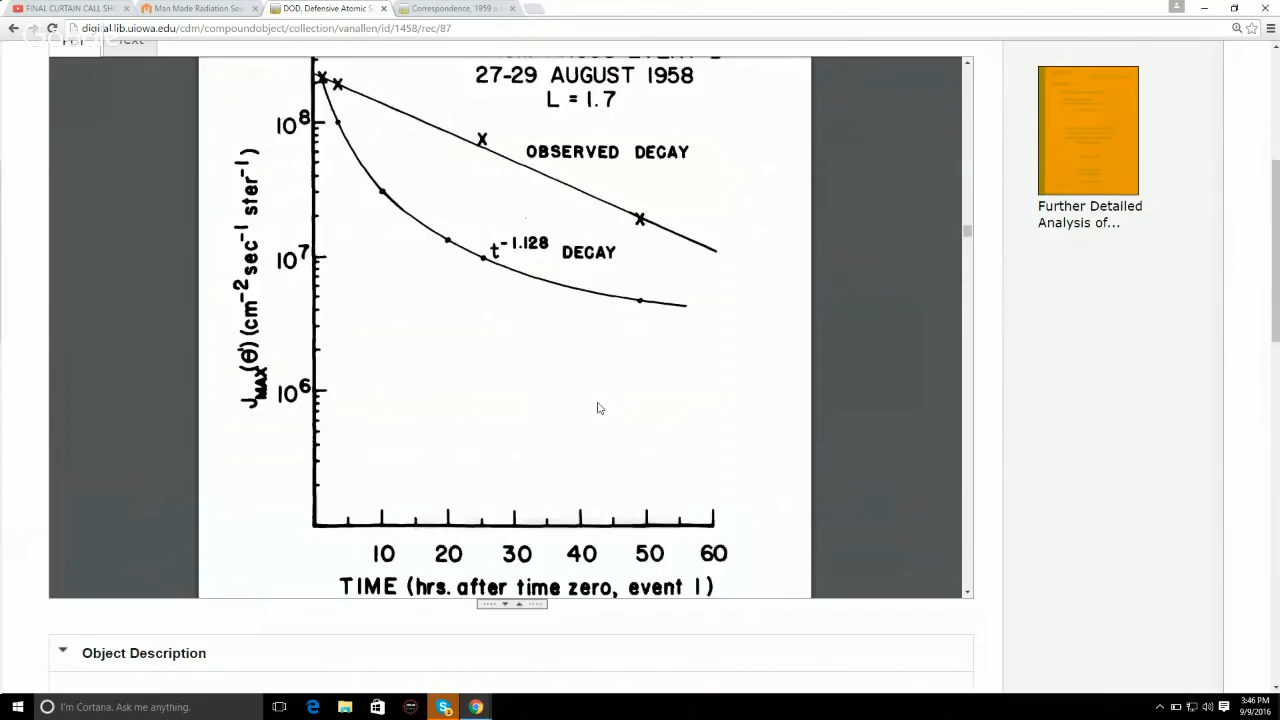 FINAL CURTAIN CALL SH
Man Made Radiation Sou
DOD, Defensive Atomic S
Correspondence, 1959 :
digital.lib.uiowa.edu/cdm/compoundobject/collection/vanallen/id/1458/rec/87
27-29 AUGUST 1958
L = 1.7
10⁸
OBSERVED DECAY
t⁻¹·¹²⁸ DECAY
10⁷
10⁶
J MAX (θ) (cm⁻² sec⁻¹ ster⁻¹)
10 20 30 40 50 60
TIME (hrs. after time zero, event 1)
Further Detailed
Analysis of...
Object Description
I'm Cortana. Ask me anything.
3:46 PM
9/9/2016